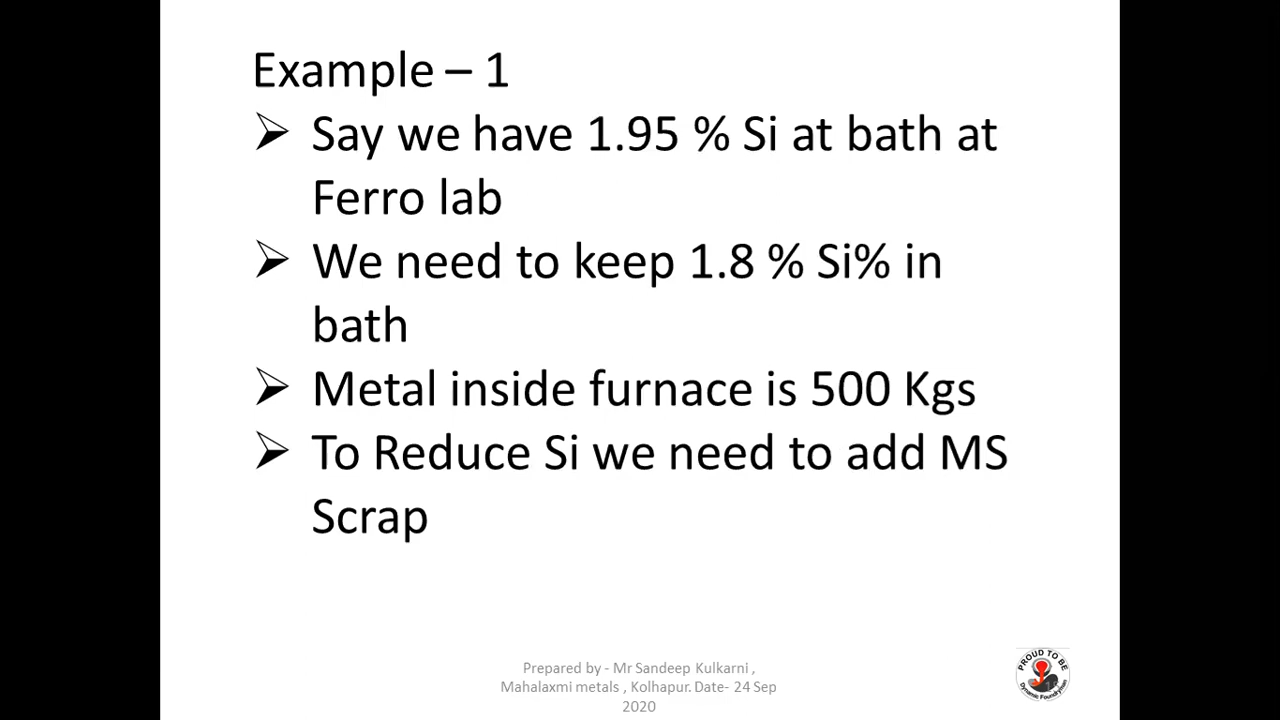 Example – 1
➢ Say we have 1.95 % Si at bath at
Ferro lab
➢ We need to keep 1.8 % Si% in
bath
➢ Metal inside furnace is 500 Kgs
➢ To Reduce Si we need to add MS
Scrap
Prepared by - Mr Sandeep Kulkarni ,
Mahalaxmi metals , Kolhapur. Date- 24 Sep
2020
PROUD TO BE
Dynamic Foundryman